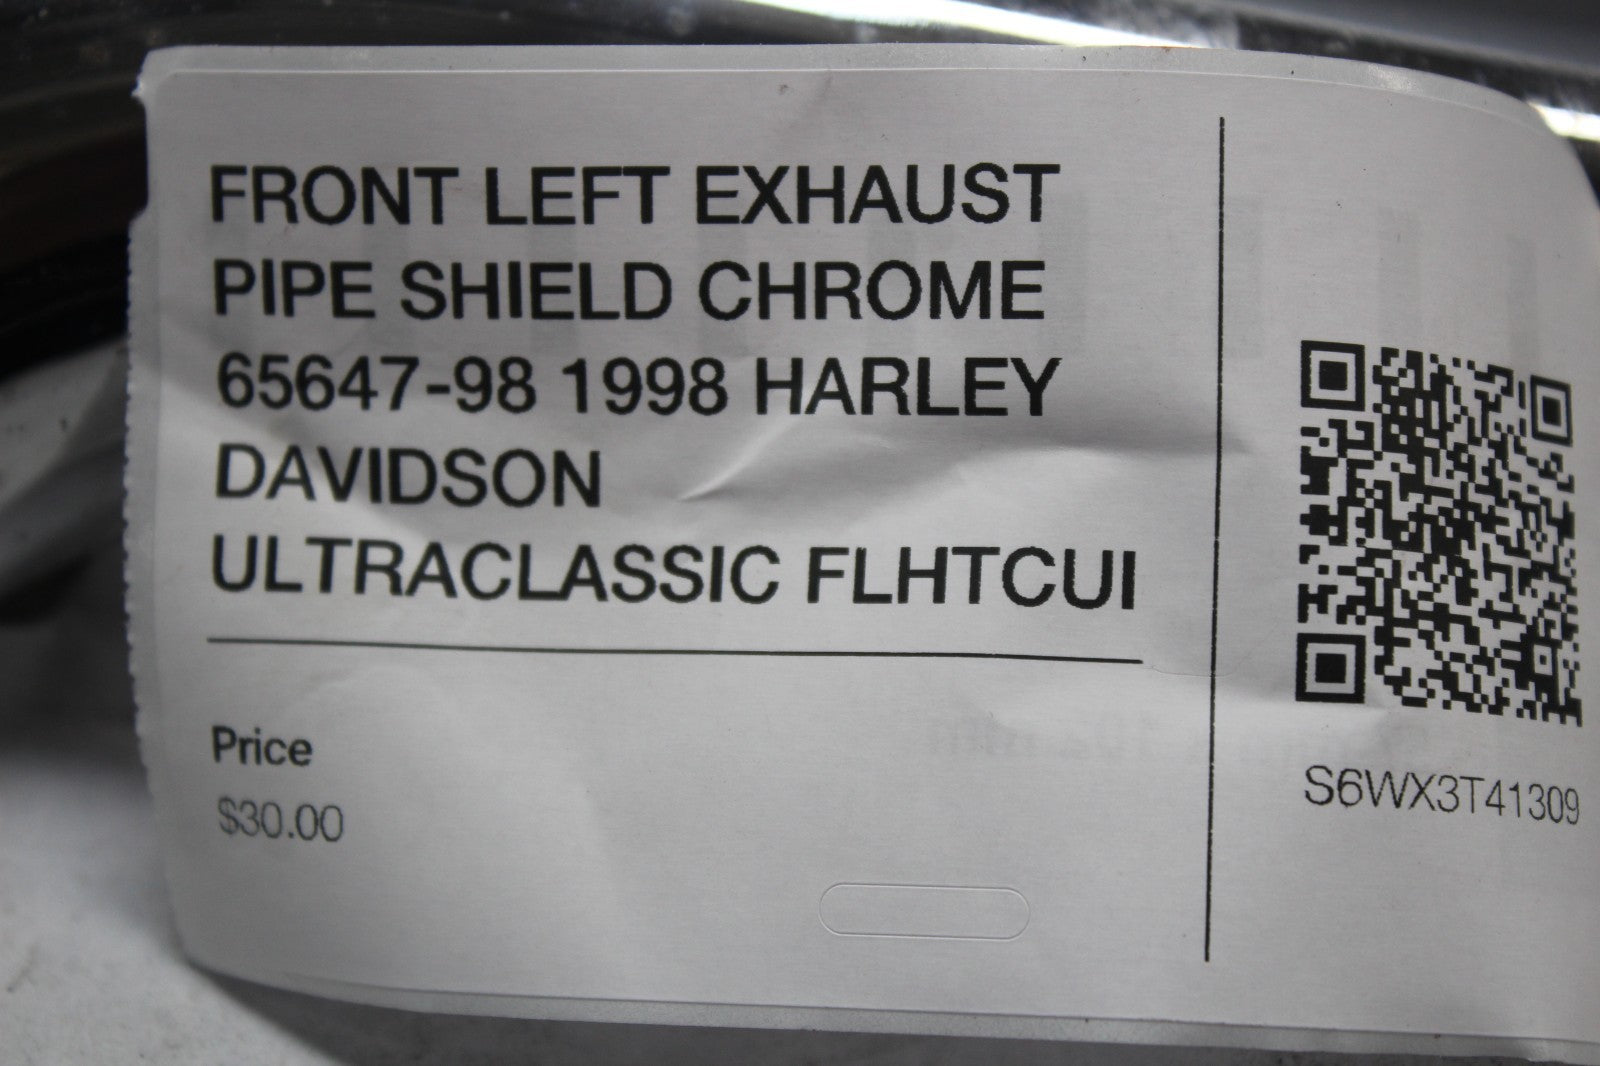 FRONT LEFT EXHAUST
PIPE SHIELD CHROME
65647-98 1998 HARLEY
DAVIDSON
ULTRACLASSIC FLHTCUI
Price
$30.00
S6WX3T41309